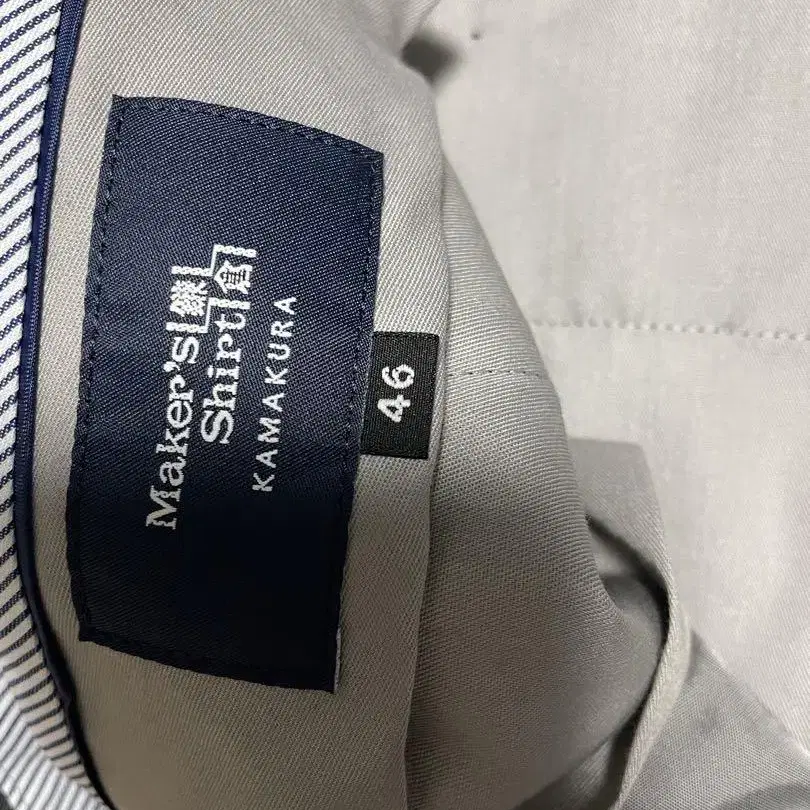 Maker's 鎌
Shirt 倉
KAMAKURA
46